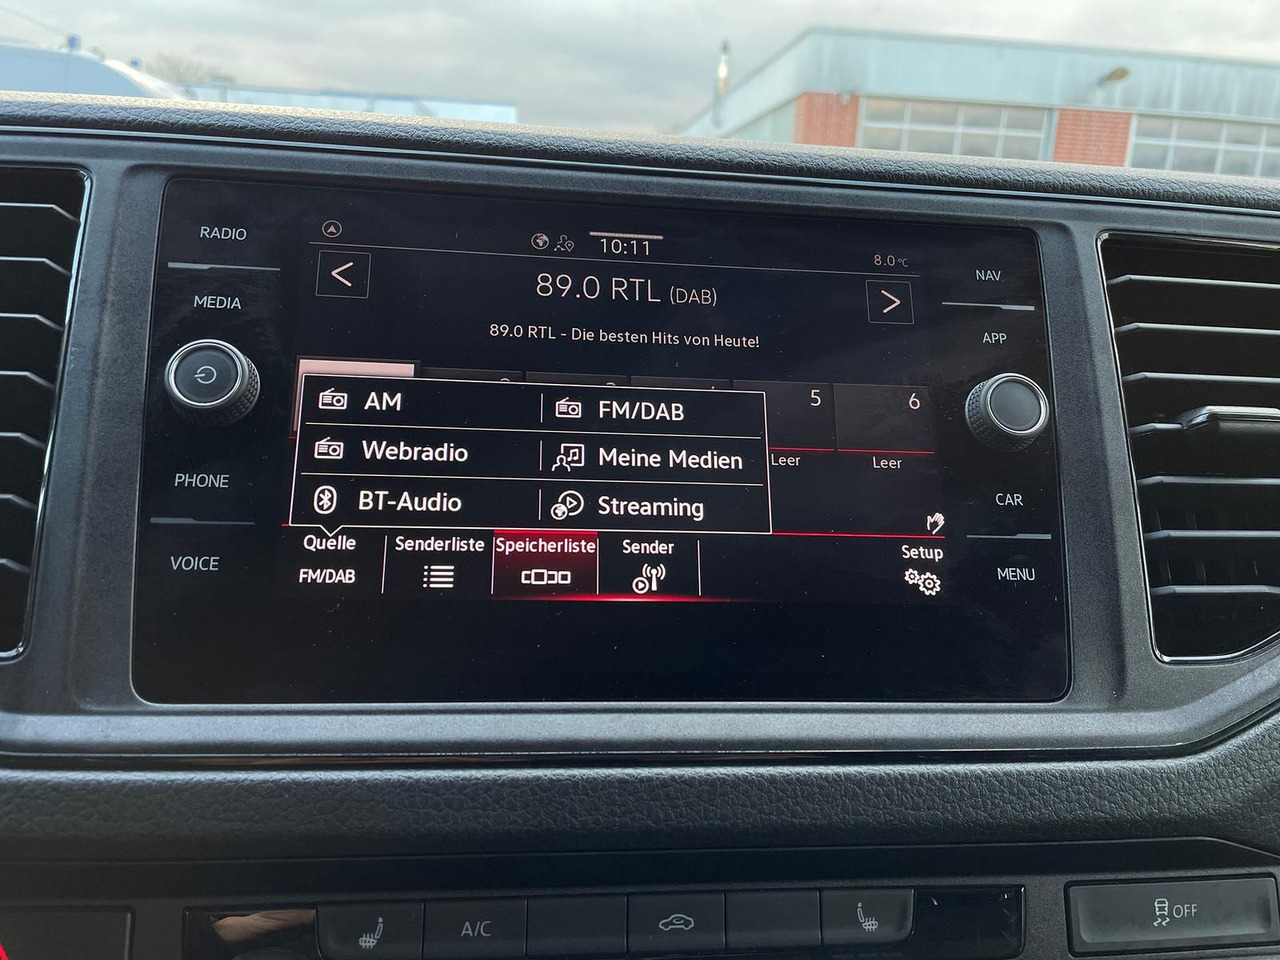 RADIO
MEDIA
PHONE
VOICE
10:11
8.0°C
89.0 RTL (DAB)
89.0 RTL - Die besten Hits von Heute!
5
6
Leer
Leer
AM
FM/DAB
Webradio
Meine Medien
BT-Audio
Streaming
Quelle
FM/DAB
Senderliste
Speicherliste
Sender
Setup
NAV
APP
CAR
MENU
A/C
OFF